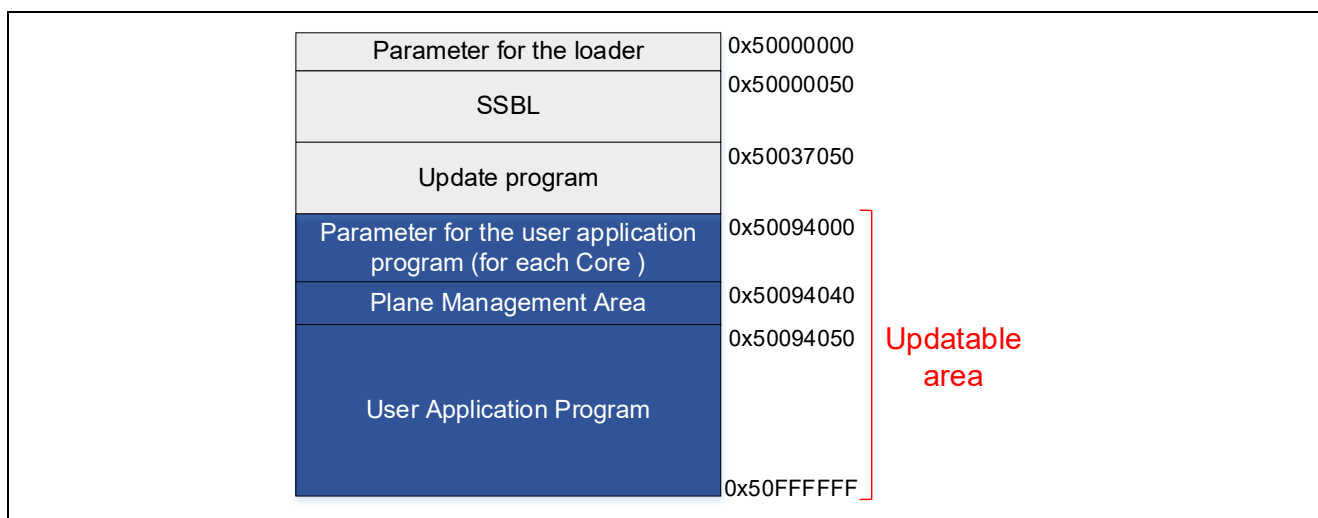 Parameter for the loader
0x50000000
0x50000050
SSBL
0x50037050
Update program
0x50094000
Parameter for the user application
program (for each Core )
0x50094040
Plane Management Area
0x50094050
Updatable
area
User Application Program
0x50FFFFFF